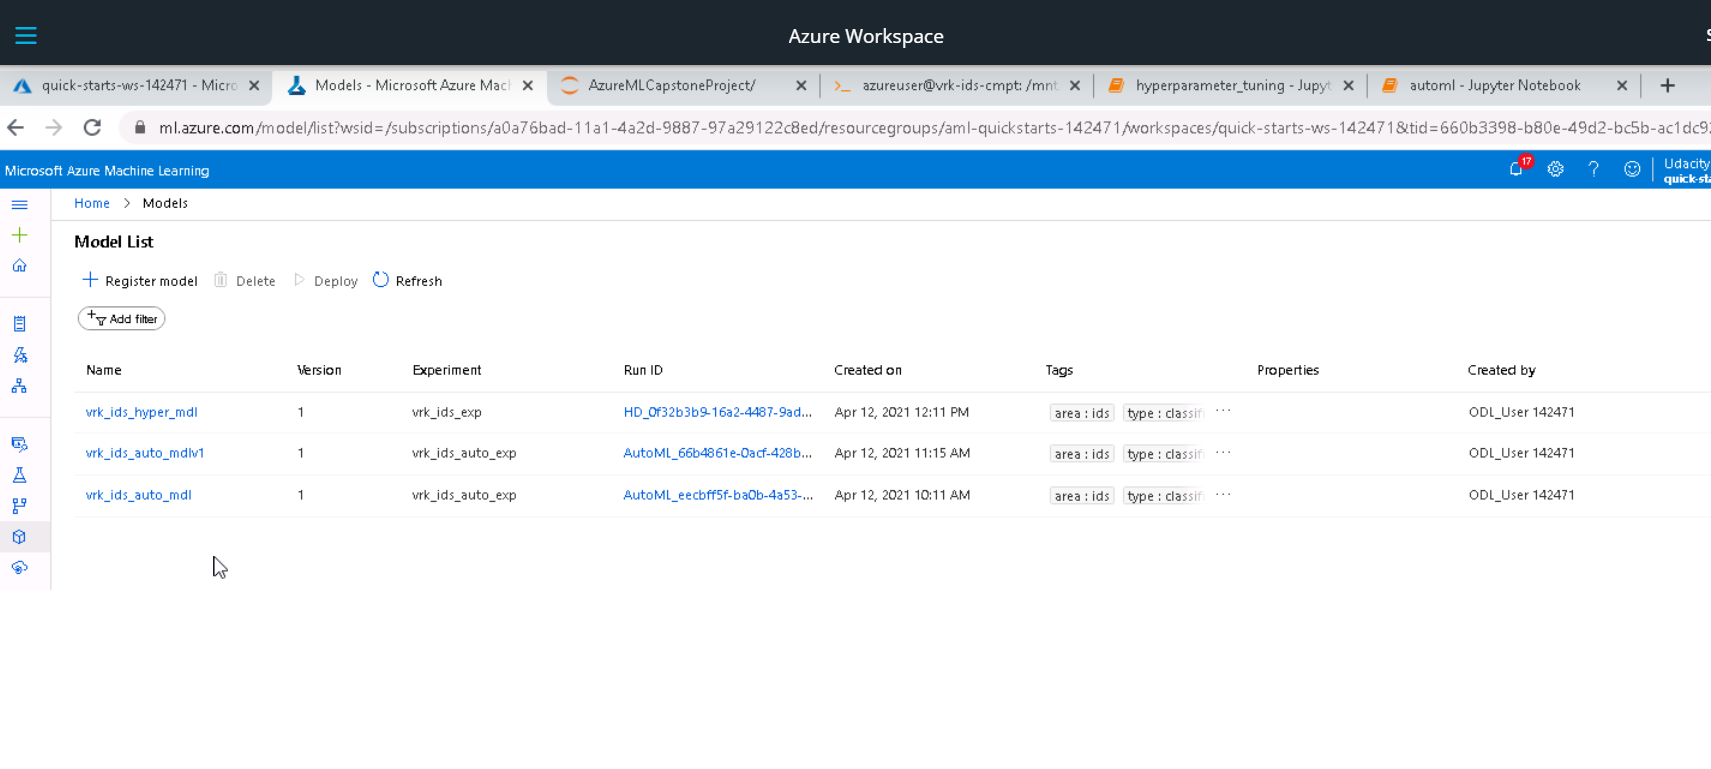 Azure Workspace
quick-starts-ws-142471 - Micro
Models - Microsoft Azure Mach
AzureMLCapstoneProject/
azureuser@vrk-ids-cmpt: /mnt
hyperparameter_tuning - Jupyt
automl - Jupyter Notebook
ml.azure.com/model/list?wsid=/subscriptions/a0a76bad-11a1-4a2d-9887-97a29122c8ed/resourcegroups/aml-quickstarts-142471/workspaces/quick-starts-ws-142471&tid=660b3398-b80e-49d2-bc5b-ac1dc9
Microsoft Azure Machine Learning
17
Udacity
quick-sta
Home > Models
Model List
Register model Delete Deploy Refresh
Add filter
Name Version Experiment Run ID Created on Tags Properties Created by
vrk_ids_hyper_mdl 1 vrk_ids_exp HD_0f32b3b9-16a2-4487-9ad... Apr 12, 2021 12:11 PM area : ids type : classifi ... ODL_User 142471
vrk_ids_auto_mdlv1 1 vrk_ids_auto_exp AutoML_66b4861e-0acf-428b... Apr 12, 2021 11:15 AM area : ids type : classifi ... ODL_User 142471
vrk_ids_auto_mdl 1 vrk_ids_auto_exp AutoML_eecbff5f-ba0b-4a53-... Apr 12, 2021 10:11 AM area : ids type : classifi ... ODL_User 142471